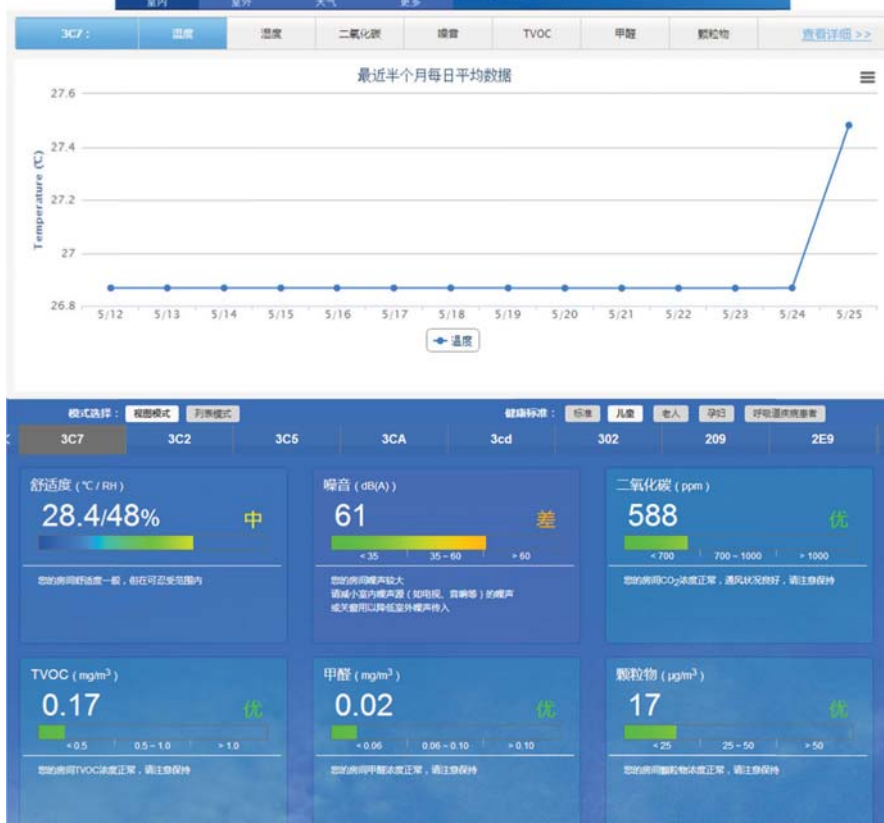 室内 室外 天气 更多
3C7： 温度 湿度 二氧化碳 噪音 TVOC 甲醛 颗粒物 查看详细 >>
最近半个月每日平均数据
27.6
27.4
27.2
27
26.8
Temperature (℃)
5/12 5/13 5/14 5/15 5/16 5/17 5/18 5/19 5/20 5/21 5/22 5/23 5/24 5/25
温度
模式选择： 视图模式 列表模式 健康标准： 标准 儿童 老人 孕妇 呼吸道疾病患者
3C7 3C2 3C5 3CA 3cd 302 209 2E9
舒适度 ( ℃ / RH )
28.4/48% 中
您的房间舒适度一般，但在可忍受范围内
噪音 ( dB(A) )
61 差
< 35 35 ~ 60 > 60
您的房间噪声较大
请减小室内噪声源（如电视、音响等）的噪声
或关窗用以降低室外噪声传入
二氧化碳 ( ppm )
588 优
< 700 700 ~ 1000 > 1000
您的房间CO₂浓度正常，通风状况良好，请注意保持
TVOC ( mg/m³ )
0.17 优
< 0.5 0.5 ~ 1.0 > 1.0
您的房间TVOC浓度正常，请注意保持
甲醛 ( mg/m³ )
0.02 优
< 0.06 0.06 ~ 0.10 > 0.10
您的房间甲醛浓度正常，请注意保持
颗粒物 ( μg/m³ )
17 优
< 25 25 ~ 50 > 50
您的房间颗粒物浓度正常，请注意保持